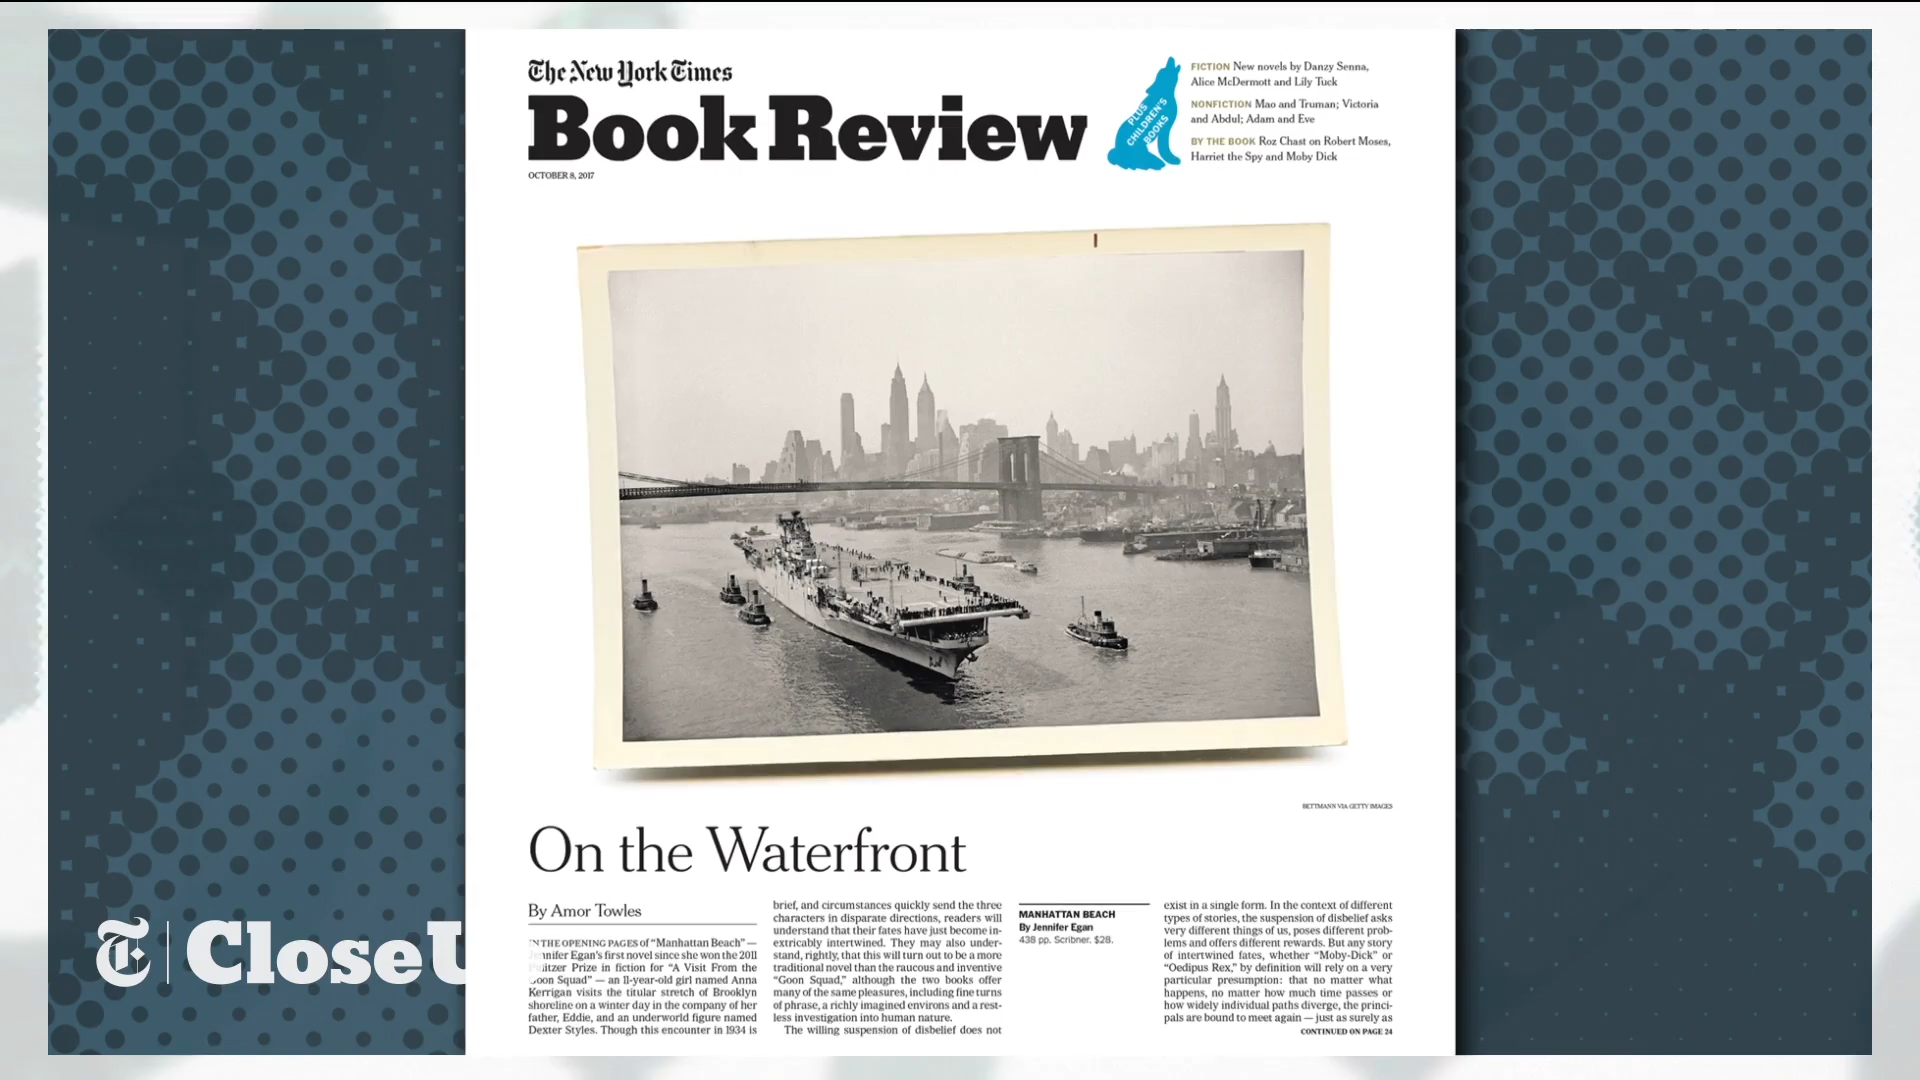 The New York Times
Book Review
OCTOBER 8, 2017
PLUS
CHILDREN'S
BOOKS
FICTION New novels by Danzy Senna,
Alice McDermott and Lily Tuck
NONFICTION Mao and Truman; Victoria
and Abdul; Adam and Eve
BY THE BOOK Roz Chast on Robert Moses,
Harriet the Spy and Moby Dick
BETTMANN VIA GETTY IMAGES
On the Waterfront
By Amor Towles
IN THE OPENING PAGES of “Manhattan Beach” —
Jennifer Egan’s first novel since she won the 2011
Pulitzer Prize in fiction for “A Visit From the
Goon Squad” — an 11-year-old girl named Anna
Kerrigan visits the titular stretch of Brooklyn
shoreline on a winter day in the company of her
father, Eddie, and an underworld figure named
Dexter Styles. Though this encounter in 1934 is
brief, and circumstances quickly send the three
characters in disparate directions, readers will
understand that their fates have just become in-
extricably intertwined. They may also under-
stand, rightly, that this will turn out to be a more
traditional novel than the raucous and inventive
“Goon Squad,” although the two books offer
many of the same pleasures, including fine turns
of phrase, a richly imagined environs and a rest-
less investigation into human nature.
The willing suspension of disbelief does not
MANHATTAN BEACH
By Jennifer Egan
438 pp. Scribner. $28.
exist in a single form. In the context of different
types of stories, the suspension of disbelief asks
very different things of us, poses different prob-
lems and offers different rewards. But any story
of intertwined fates, whether “Moby-Dick” or
“Oedipus Rex,” by definition will rely on a very
particular presumption: that no matter what
happens, no matter how much time passes or
how widely individual paths diverge, the princi-
pals are bound to meet again — just as surely as
CONTINUED ON PAGE 24
T CloseU